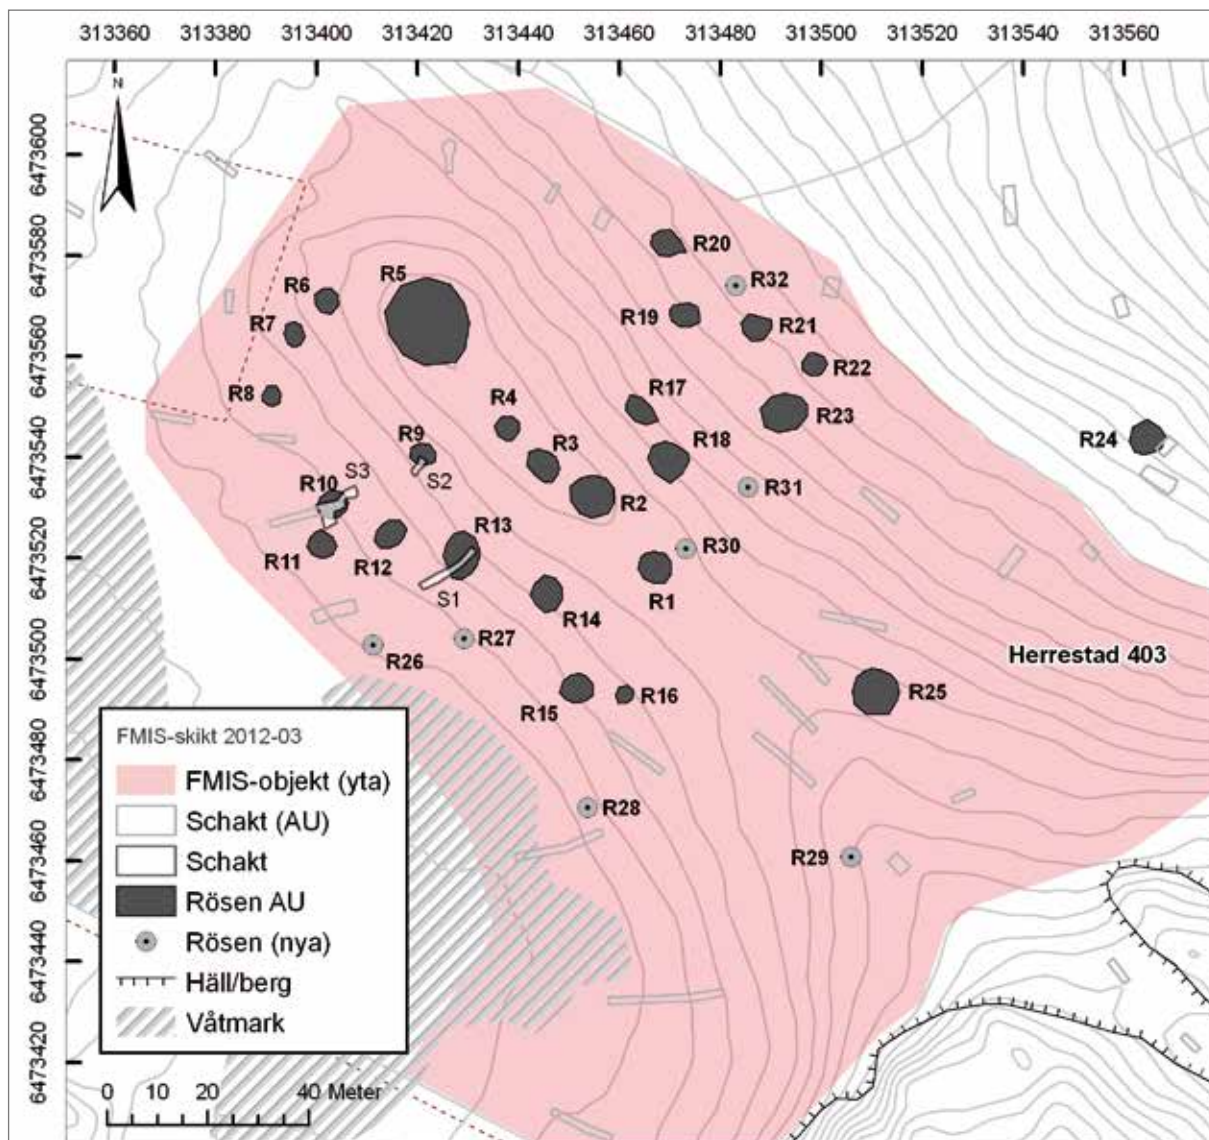 313360 313380 313400 313420 313440 313460 313480 313500 313520 313540 313560
N
6473600
6473580
6473560
6473540
6473520
6473500
6473480
6473460
6473440
6473420
R20
R32
R5
R6
R19
R21
R7
R22
R8
R4
R17
R23
R9
R3
R18
R24
R10
S3
S2
R2
R31
R13
R30
R11
R12
S1
R14
R1
R27
R26
Herrestad 403
R15
R16
R25
R28
R29
FMIS-skikt 2012-03
FMIS-objekt (yta)
Schakt (AU)
Schakt
Rösen AU
Rösen (nya)
Häll/berg
Våtmark
0 10 20 40 Meter